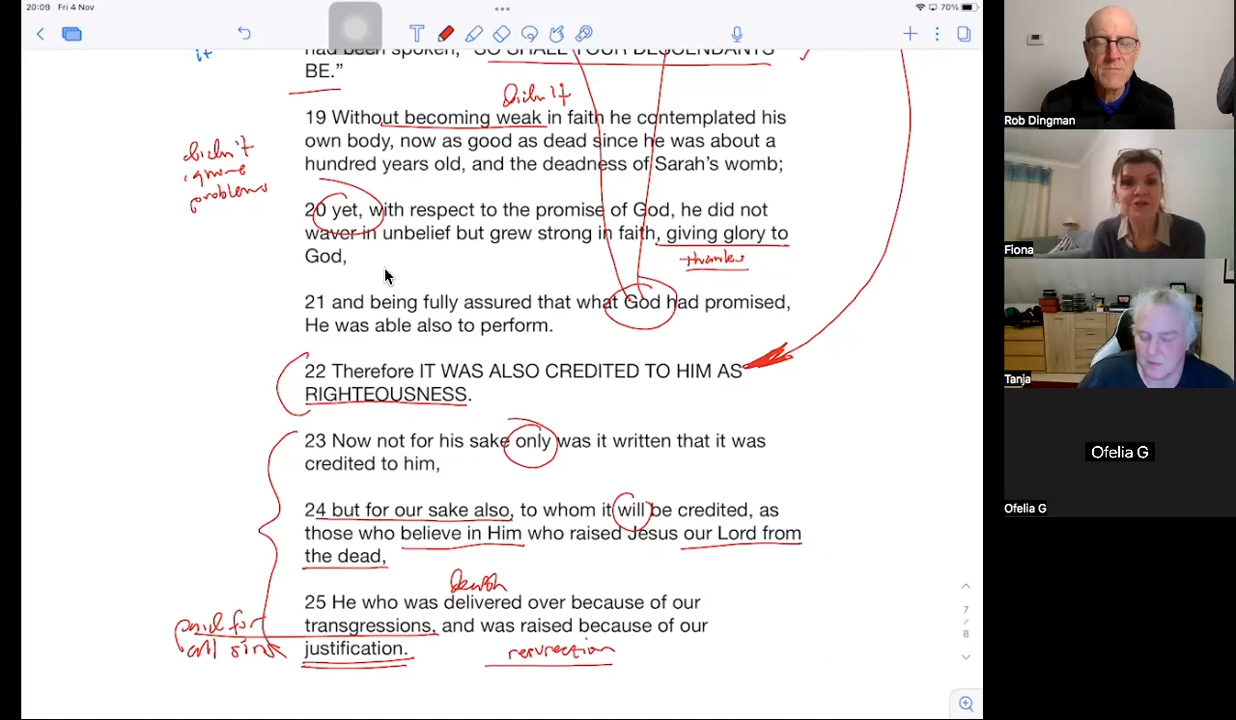 20:09 Fri 4 Nov
70%
had been spoken, "SO SHALL YOUR DESCENDANTS
BE."
it
Didn't
19 Without becoming weak in faith he contemplated his
own body, now as good as dead since he was about a
hundred years old, and the deadness of Sarah's womb;
didn't
ignore
problems
20 yet, with respect to the promise of God, he did not
waver in unbelief but grew strong in faith, giving glory to
God,
thanks
21 and being fully assured that what God had promised,
He was able also to perform.
22 Therefore IT WAS ALSO CREDITED TO HIM AS
RIGHTEOUSNESS.
23 Now not for his sake only was it written that it was
credited to him,
24 but for our sake also, to whom it will be credited, as
those who believe in Him who raised Jesus our Lord from
the dead,
death
25 He who was delivered over because of our
transgressions, and was raised because of our
justification.
paid for
all sins
resurrection
7
/
8
Rob Dingman
Fiona
Tanja
Ofelia G
Ofelia G